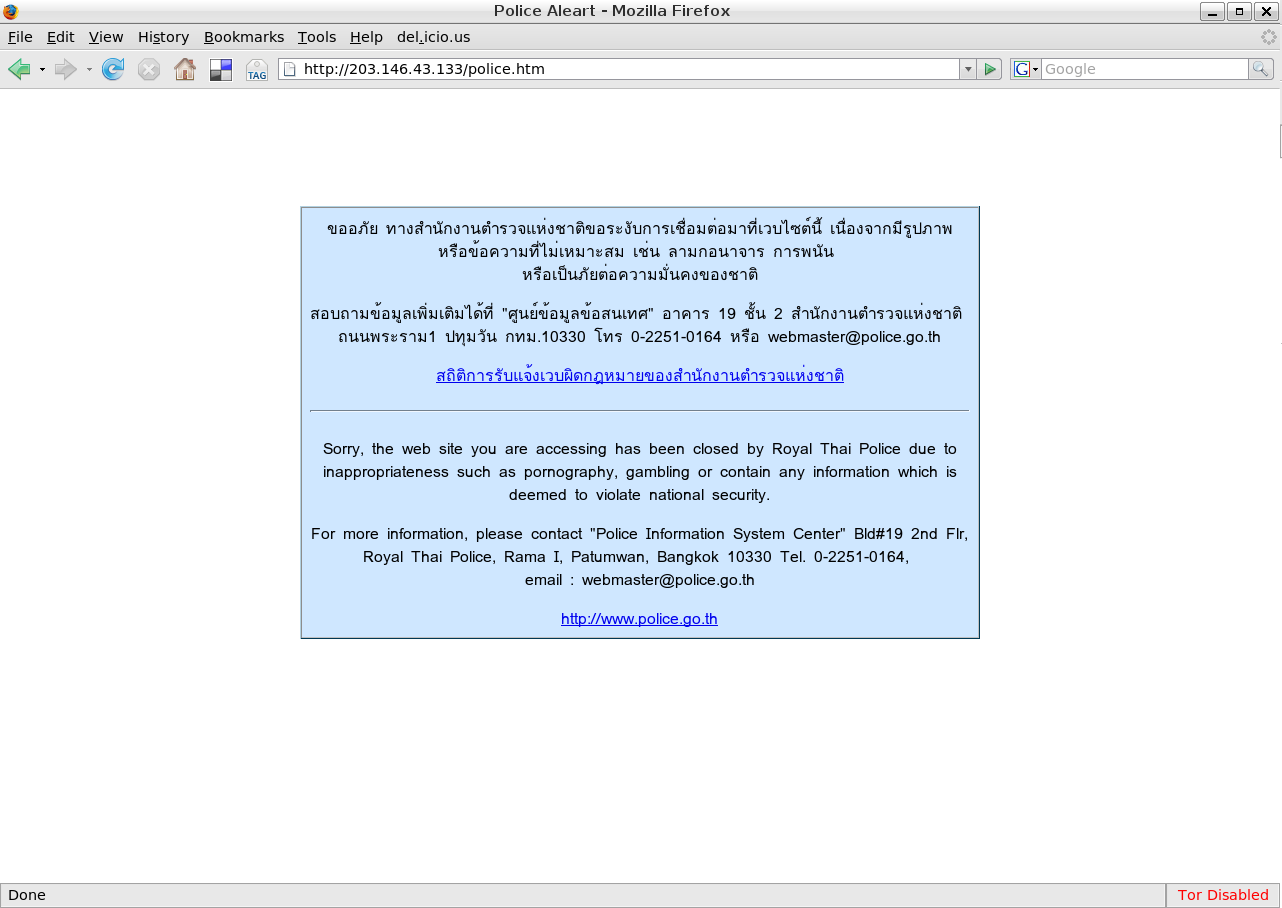 Police Aleart - Mozilla Firefox
File Edit View History Bookmarks Tools Help del.icio.us
TAG http://203.146.43.133/police.htm G Google
ขออภัย ทางสำนักงานตำรวจแห่งชาติขอระงับการเชื่อมต่อมาที่เวบไซต์นี้ เนื่องจากมีรูปภาพ
หรือข้อความที่ไม่เหมาะสม เช่น ลามกอนาจาร การพนัน
หรือเป็นภัยต่อความมั่นคงของชาติ
สอบถามข้อมูลเพิ่มเติมได้ที่ "ศูนย์ข้อมูลข้อสนเทศ" อาคาร 19 ชั้น 2 สำนักงานตำรวจแห่งชาติ
ถนนพระราม1 ปทุมวัน กทม.10330 โทร 0-2251-0164 หรือ webmaster@police.go.th
สถิติการรับแจ้งเวบผิดกฎหมายของสำนักงานตำรวจแห่งชาติ
Sorry, the web site you are accessing has been closed by Royal Thai Police due to
inappropriateness such as pornography, gambling or contain any information which is
deemed to violate national security.
For more information, please contact "Police Information System Center" Bld#19 2nd Flr,
Royal Thai Police, Rama I, Patumwan, Bangkok 10330 Tel. 0-2251-0164,
email : webmaster@police.go.th
http://www.police.go.th
Done Tor Disabled